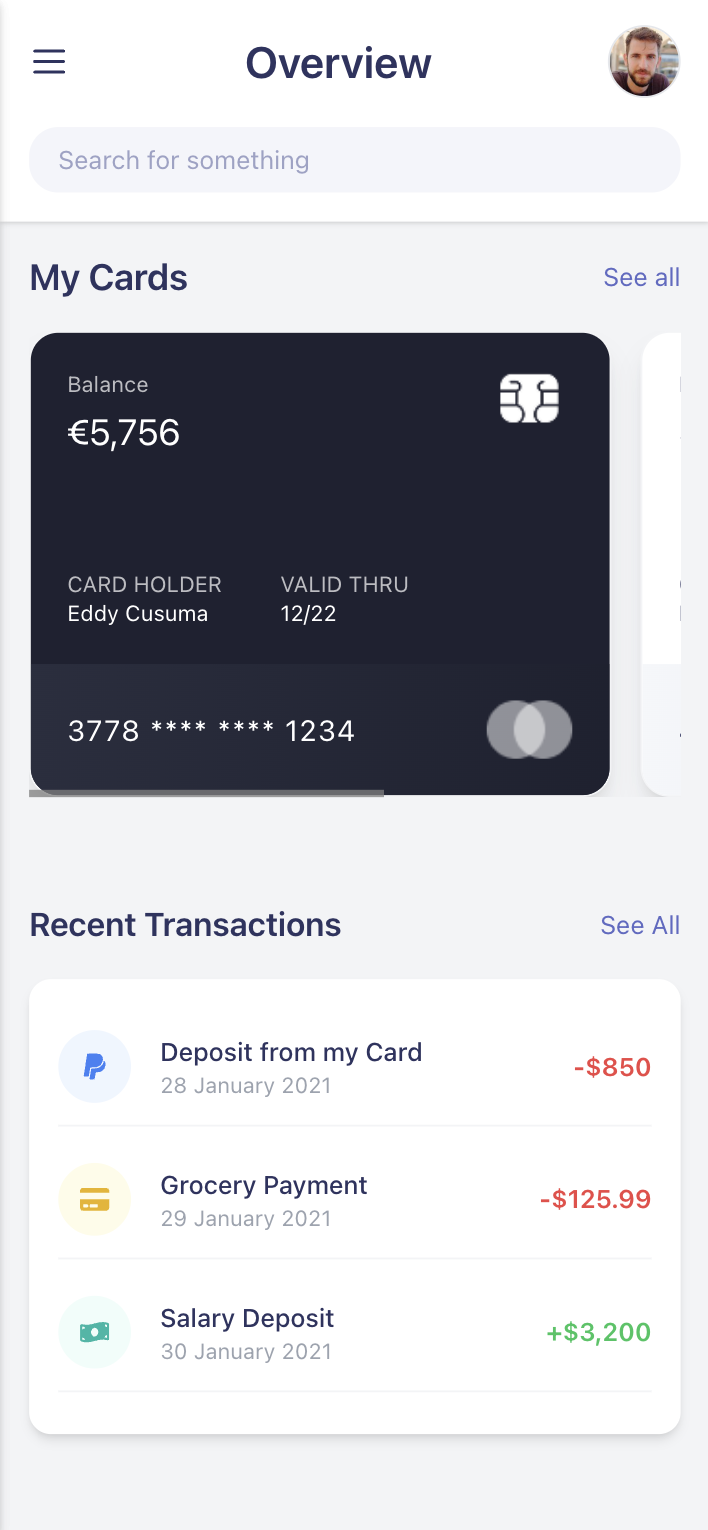 Overview
Search for something
My Cards
See all
Balance
€5,756
CARD HOLDER
VALID THRU
Eddy Cusuma
12/22
3778 **** **** 1234
Recent Transactions
See All
Deposit from my Card
28 January 2021
-$850
Grocery Payment
29 January 2021
-$125.99
Salary Deposit
30 January 2021
+$3,200